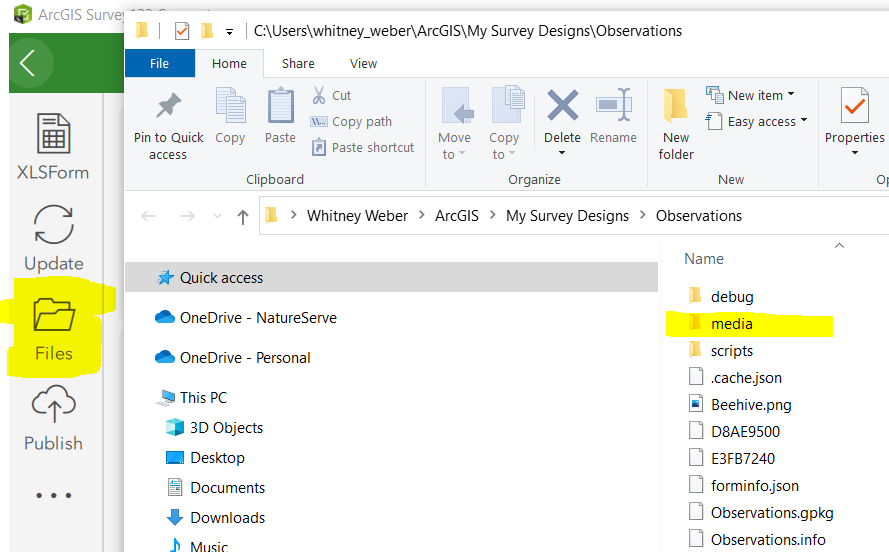 ArcGIS Survey
C:\Users\whitney_weber\ArcGIS\My Survey Designs\Observations
File Home Share View
XLSForm
Update
Files
Publish
Pin to Quick access
Copy
Paste
Cut
Copy path
Paste shortcut
Clipboard
Move to
Copy to
Delete
Rename
Organize
New folder
New item
Easy access
New
Properties
Op
Whitney Weber > ArcGIS > My Survey Designs > Observations
Quick access
OneDrive - NatureServe
OneDrive - Personal
This PC
3D Objects
Desktop
Documents
Downloads
Music
Name
debug
media
scripts
.cache.json
Beehive.png
D8AE9500
E3FB7240
forminfo.json
Observations.gpkg
Observations.info